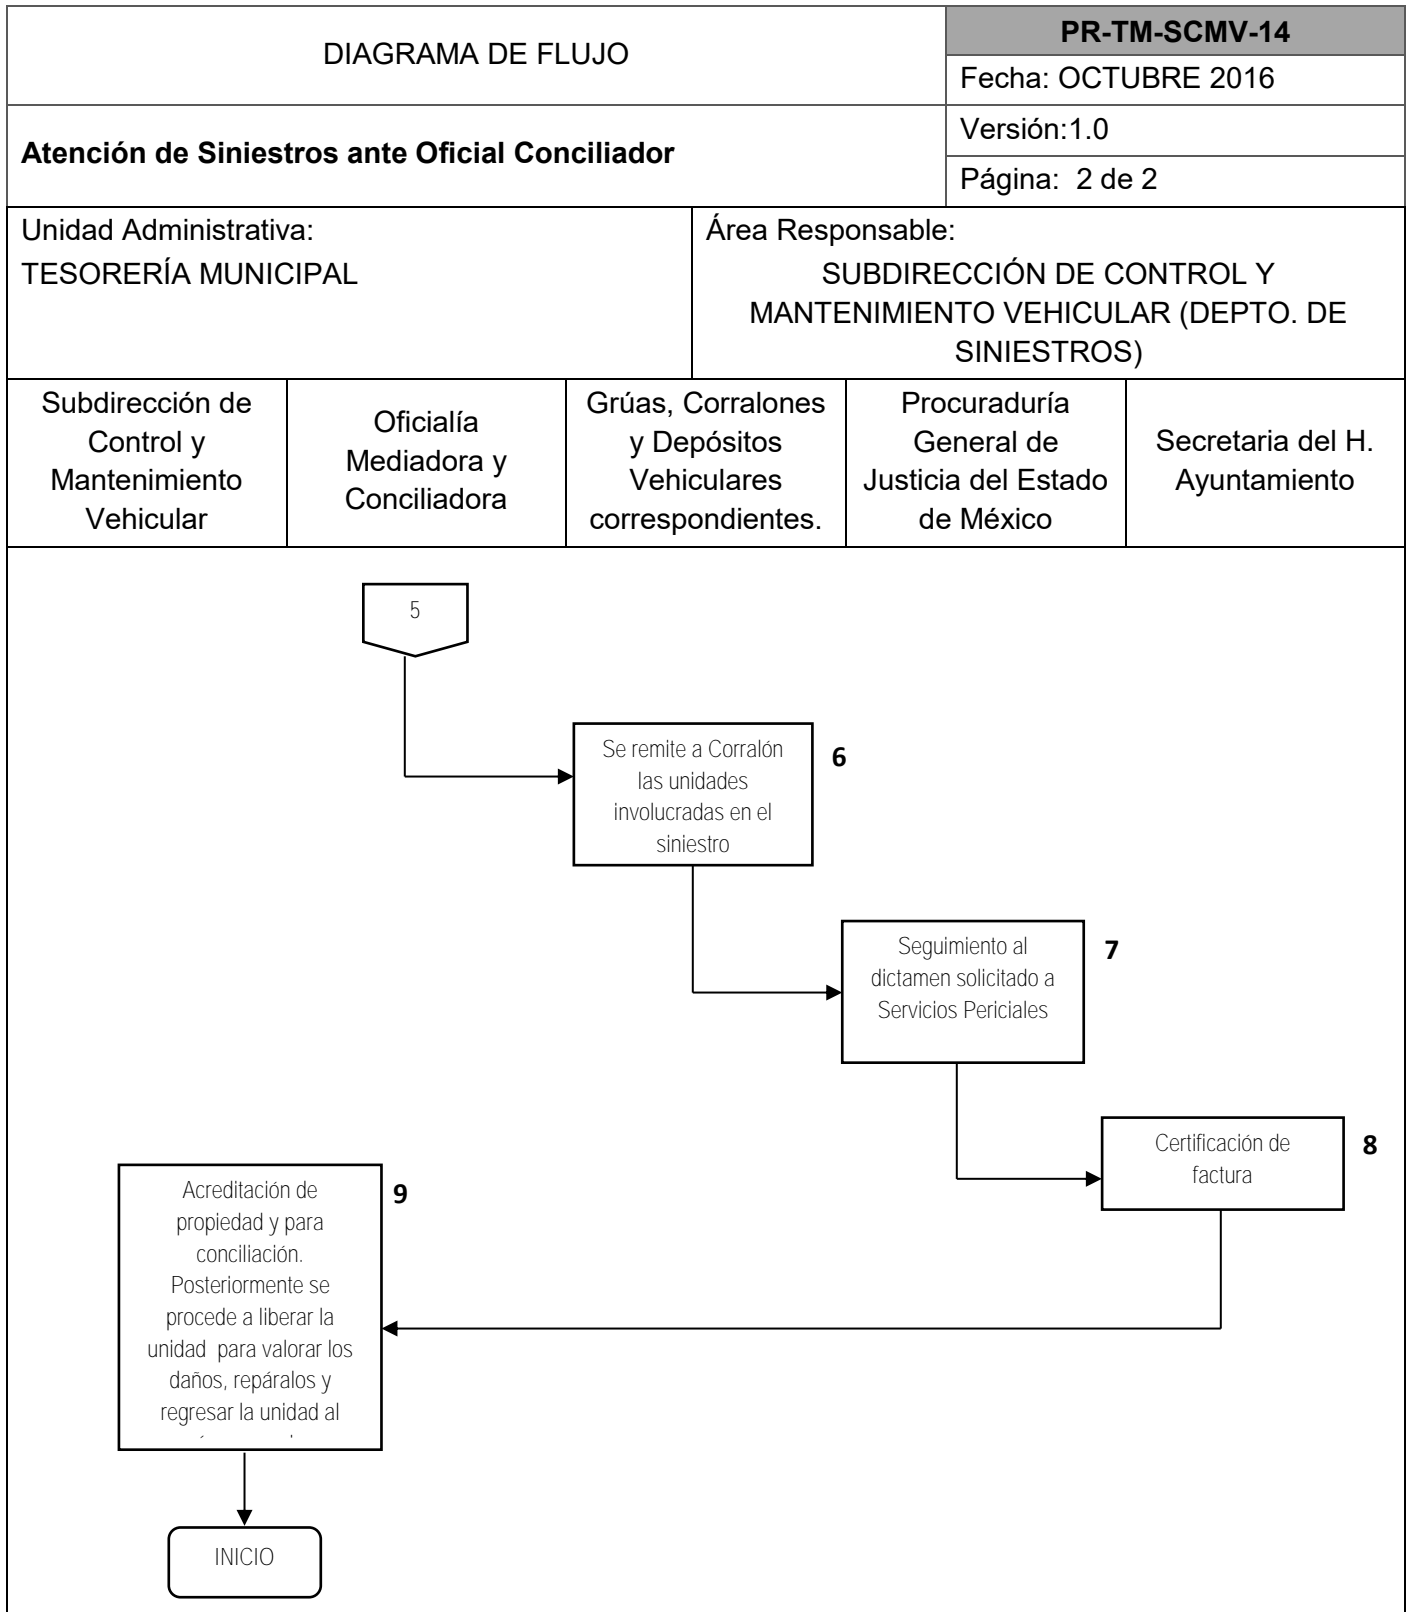 DIAGRAMA DE FLUJO
PR-TM-SCMV-14
Fecha: OCTUBRE 2016
Atención de Siniestros ante Oficial Conciliador
Versión:1.0
Página: 2 de 2
Unidad Administrativa:
TESORERÍA MUNICIPAL
Área Responsable:
SUBDIRECCIÓN DE CONTROL Y
MANTENIMIENTO VEHICULAR (DEPTO. DE
SINIESTROS)
Subdirección de
Control y
Mantenimiento
Vehicular
Oficialía
Mediadora y
Conciliadora
Grúas, Corralones
y Depósitos
Vehiculares
correspondientes.
Procuraduría
General de
Justicia del Estado
de México
Secretaria del H.
Ayuntamiento
5
Se remite a Corralón
las unidades
involucradas en el
siniestro
6
Seguimiento al
dictamen solicitado a
Servicios Periciales
7
Certificación de
factura
8
Acreditación de
propiedad y para
conciliación.
Posteriormente se
procede a liberar la
unidad para valorar los
daños, repáralos y
regresar la unidad al
9
INICIO